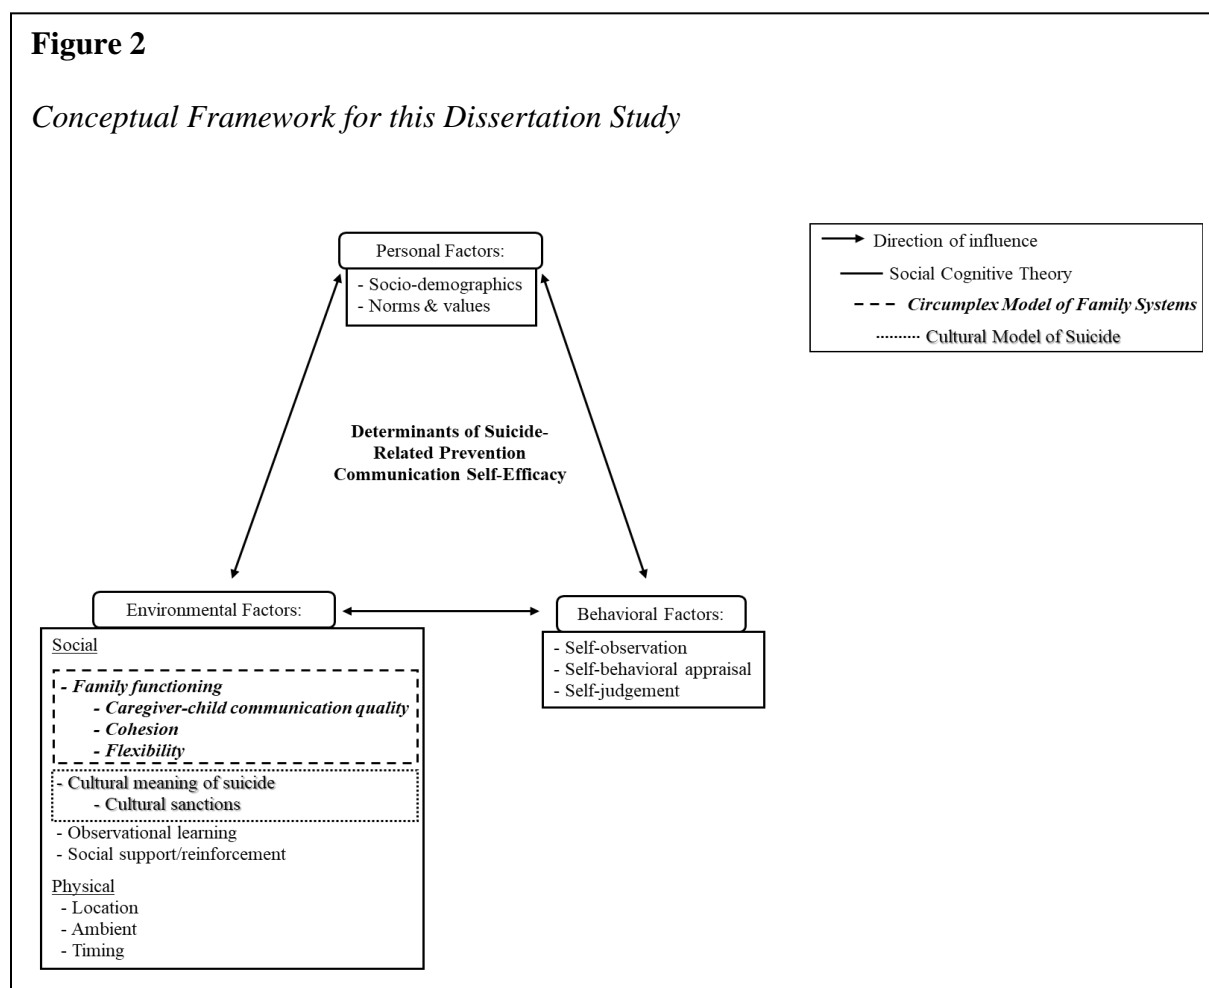 Figure 2
Conceptual Framework for this Dissertation Study
Personal Factors:
- Socio-demographics
- Norms & values
Direction of influence
Social Cognitive Theory
Circumplex Model of Family Systems
Cultural Model of Suicide
Determants of Suicide-
Related Prevention
Communication Self-Efficacy
Environmental Factors:
Social
- Family functioning
- Caregiver-child communication quality
- Cohesion
- Flexibility
- Cultural meaning of suicide
- Cultural sanctions
- Observational learning
- Social support/reinforcement
Physical
- Location
- Ambient
- Timing
Behavioral Factors:
- Self-observation
- Self-behavioral appraisal
- Self-judgement